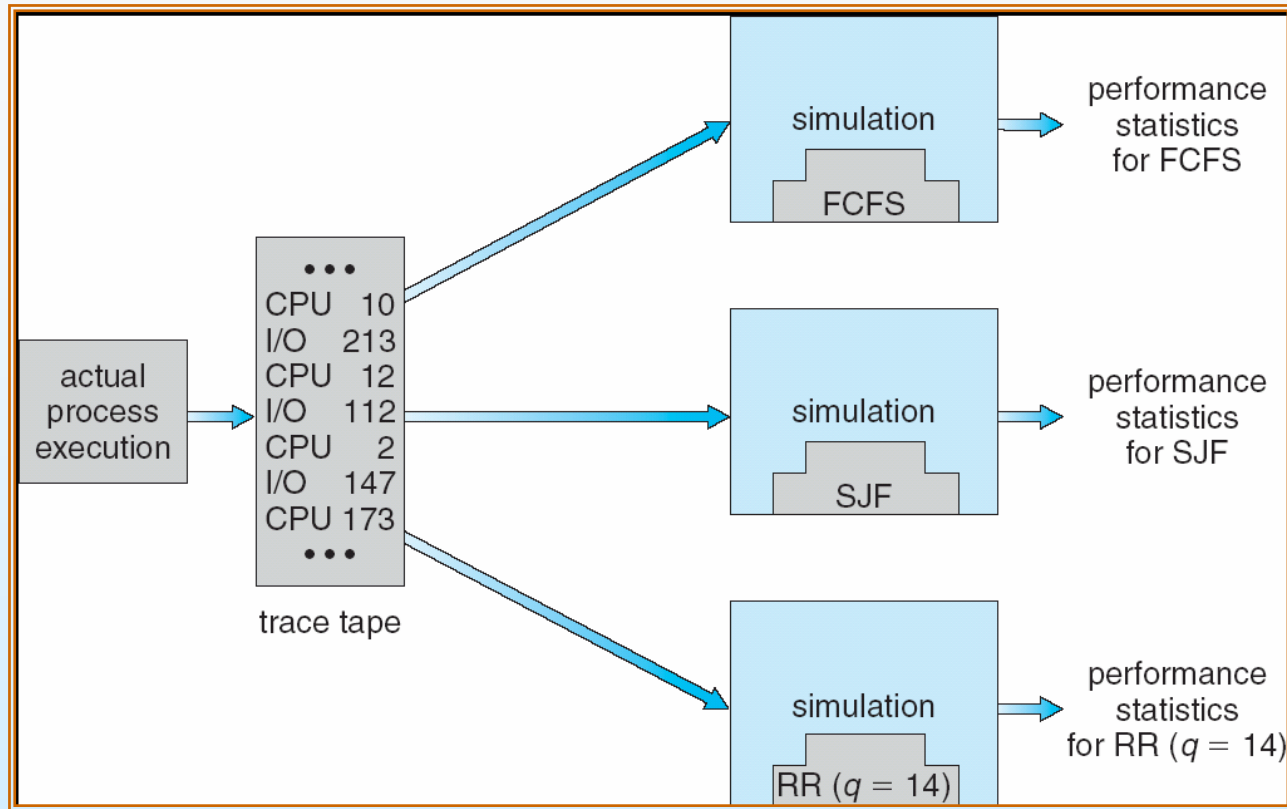 actual
process
execution
• • •
CPU 10
I/O 213
CPU 12
I/O 112
CPU 2
I/O 147
CPU 173
• • •
trace tape
simulation
FCFS
performance
statistics
for FCFS
simulation
SJF
performance
statistics
for SJF
simulation
RR (q = 14)
performance
statistics
for RR (q = 14)